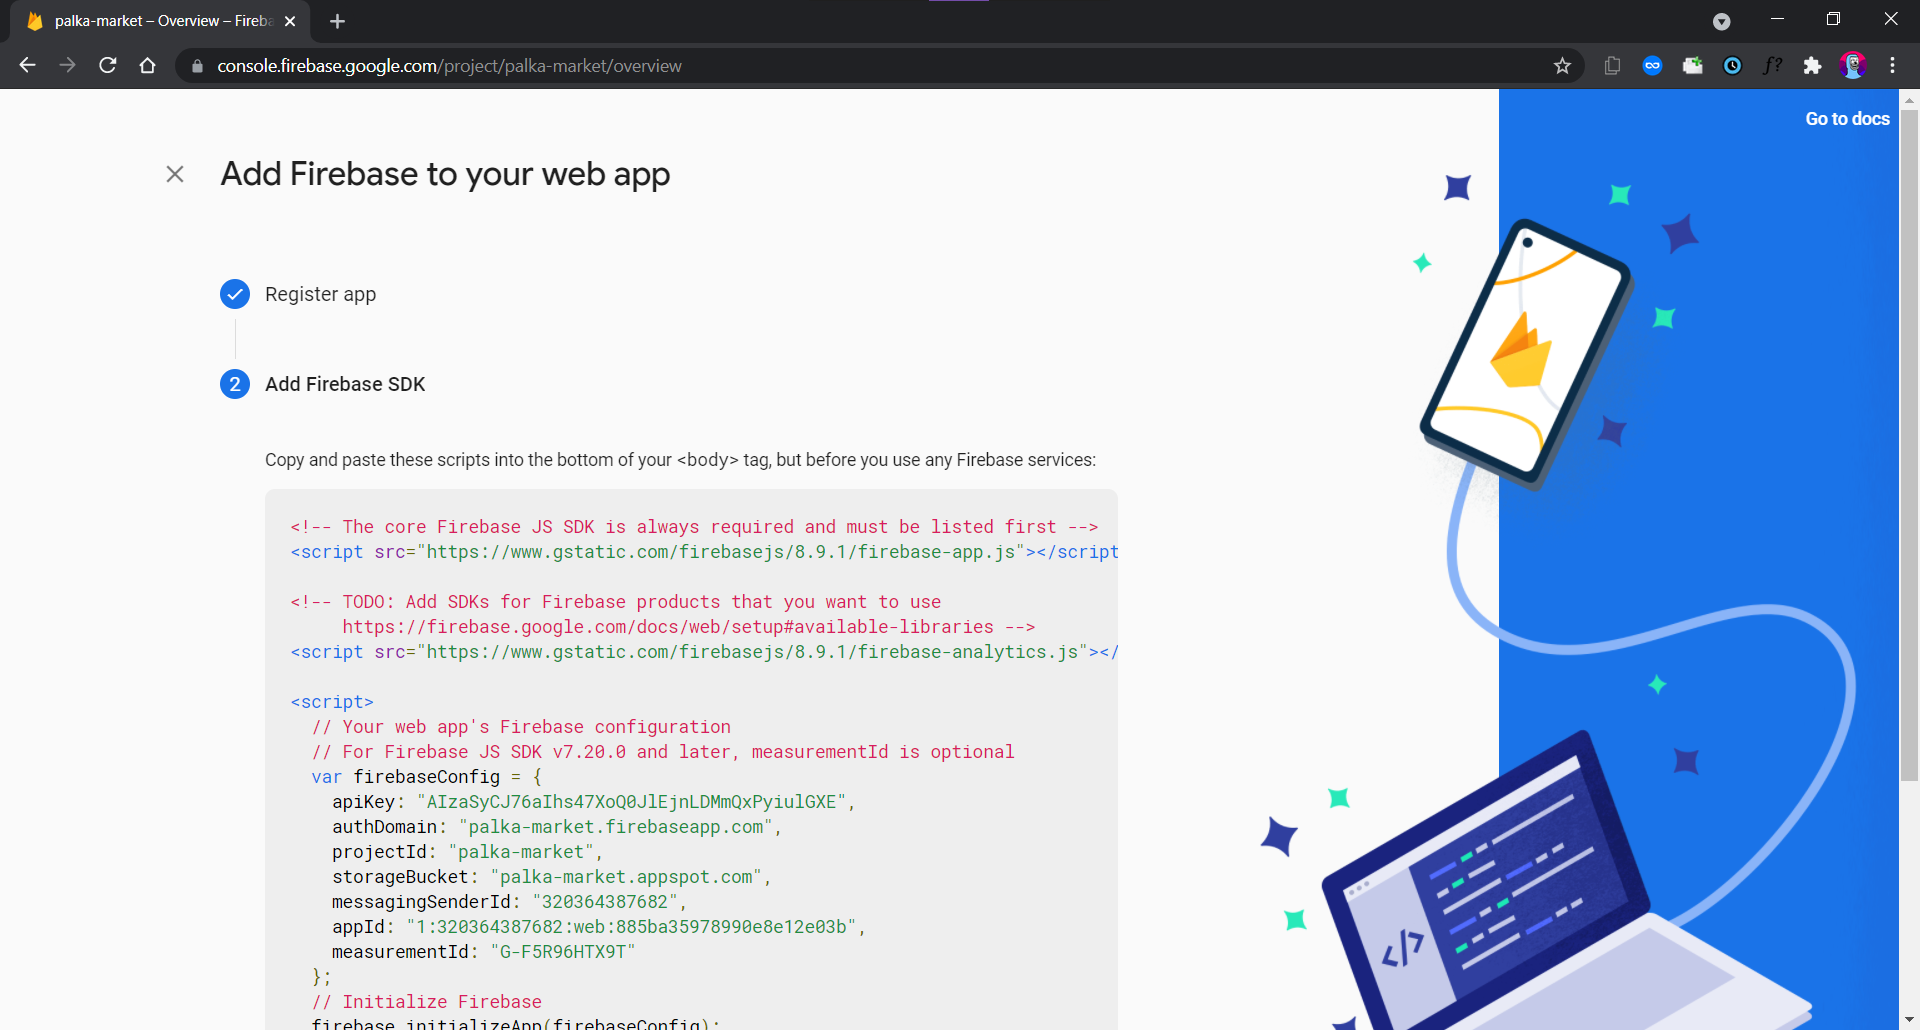 palka-market – Overview – Fireba
console.firebase.google.com/project/palka-market/overview
f?
Go to docs
Add Firebase to your web app
Register app
2 Add Firebase SDK
Copy and paste these scripts into the bottom of your <body> tag, but before you use any Firebase services:
<!-- The core Firebase JS SDK is always required and must be listed first -->
<script src="https://www.gstatic.com/firebasejs/8.9.1/firebase-app.js"></script
<!-- TODO: Add SDKs for Firebase products that you want to use
https://firebase.google.com/docs/web/setup#available-libraries -->
<script src="https://www.gstatic.com/firebasejs/8.9.1/firebase-analytics.js"></
<script>
// Your web app's Firebase configuration
// For Firebase JS SDK v7.20.0 and later, measurementId is optional
var firebaseConfig = {
apiKey: "AIzaSyCJ76aIhs47XoQ0JlEjnLDMmQxPyiulGXE",
authDomain: "palka-market.firebaseapp.com",
projectId: "palka-market",
storageBucket: "palka-market.appspot.com",
messagingSenderId: "320364387682",
appId: "1:320364387682:web:885ba35978990e8e12e03b",
measurementId: "G-F5R96HTX9T"
};
// Initialize Firebase
firebase.initializeApp(firebaseConfig);
</>